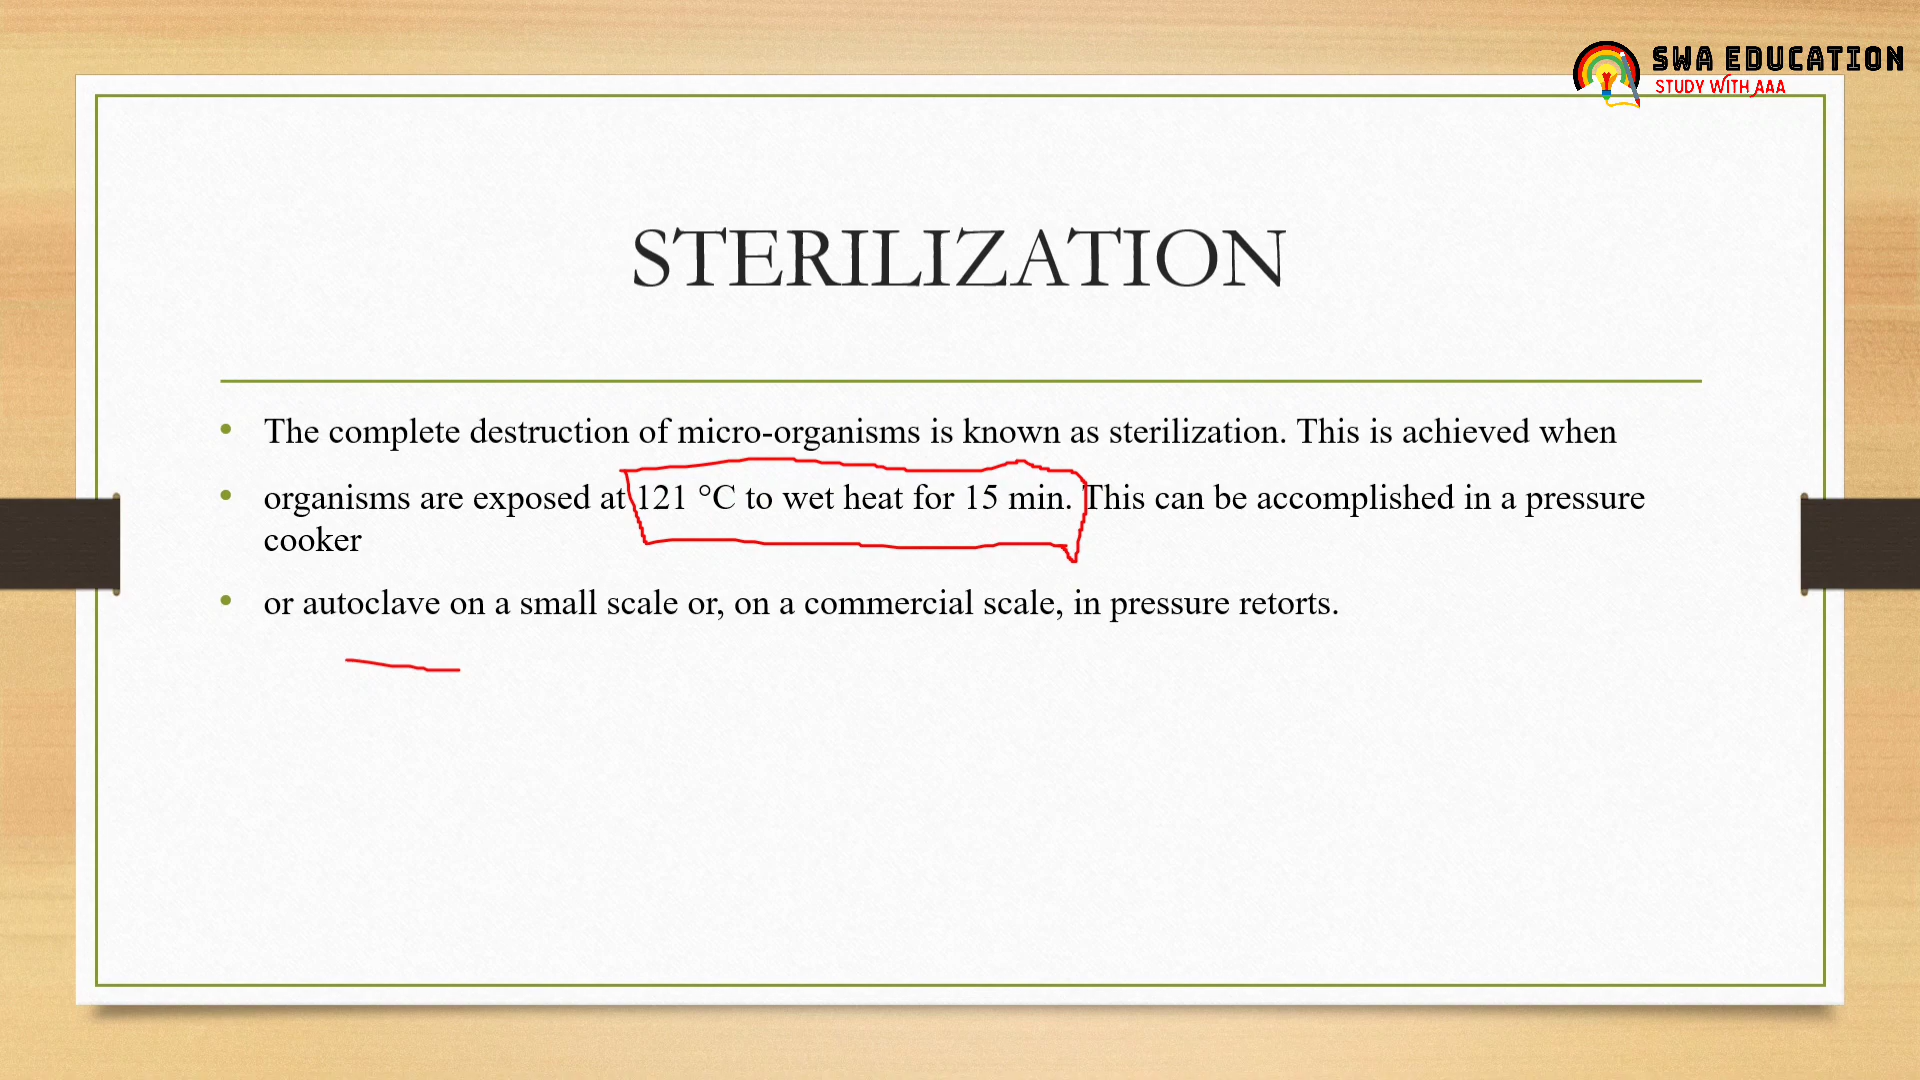 SWA EDUCATION
STUDY WITH AAA
STERILIZATION
• The complete destruction of micro-organisms is known as sterilization. This is achieved when
• organisms are exposed at 121 °C to wet heat for 15 min. This can be accomplished in a pressure
cooker
• or autoclave on a small scale or, on a commercial scale, in pressure retorts.